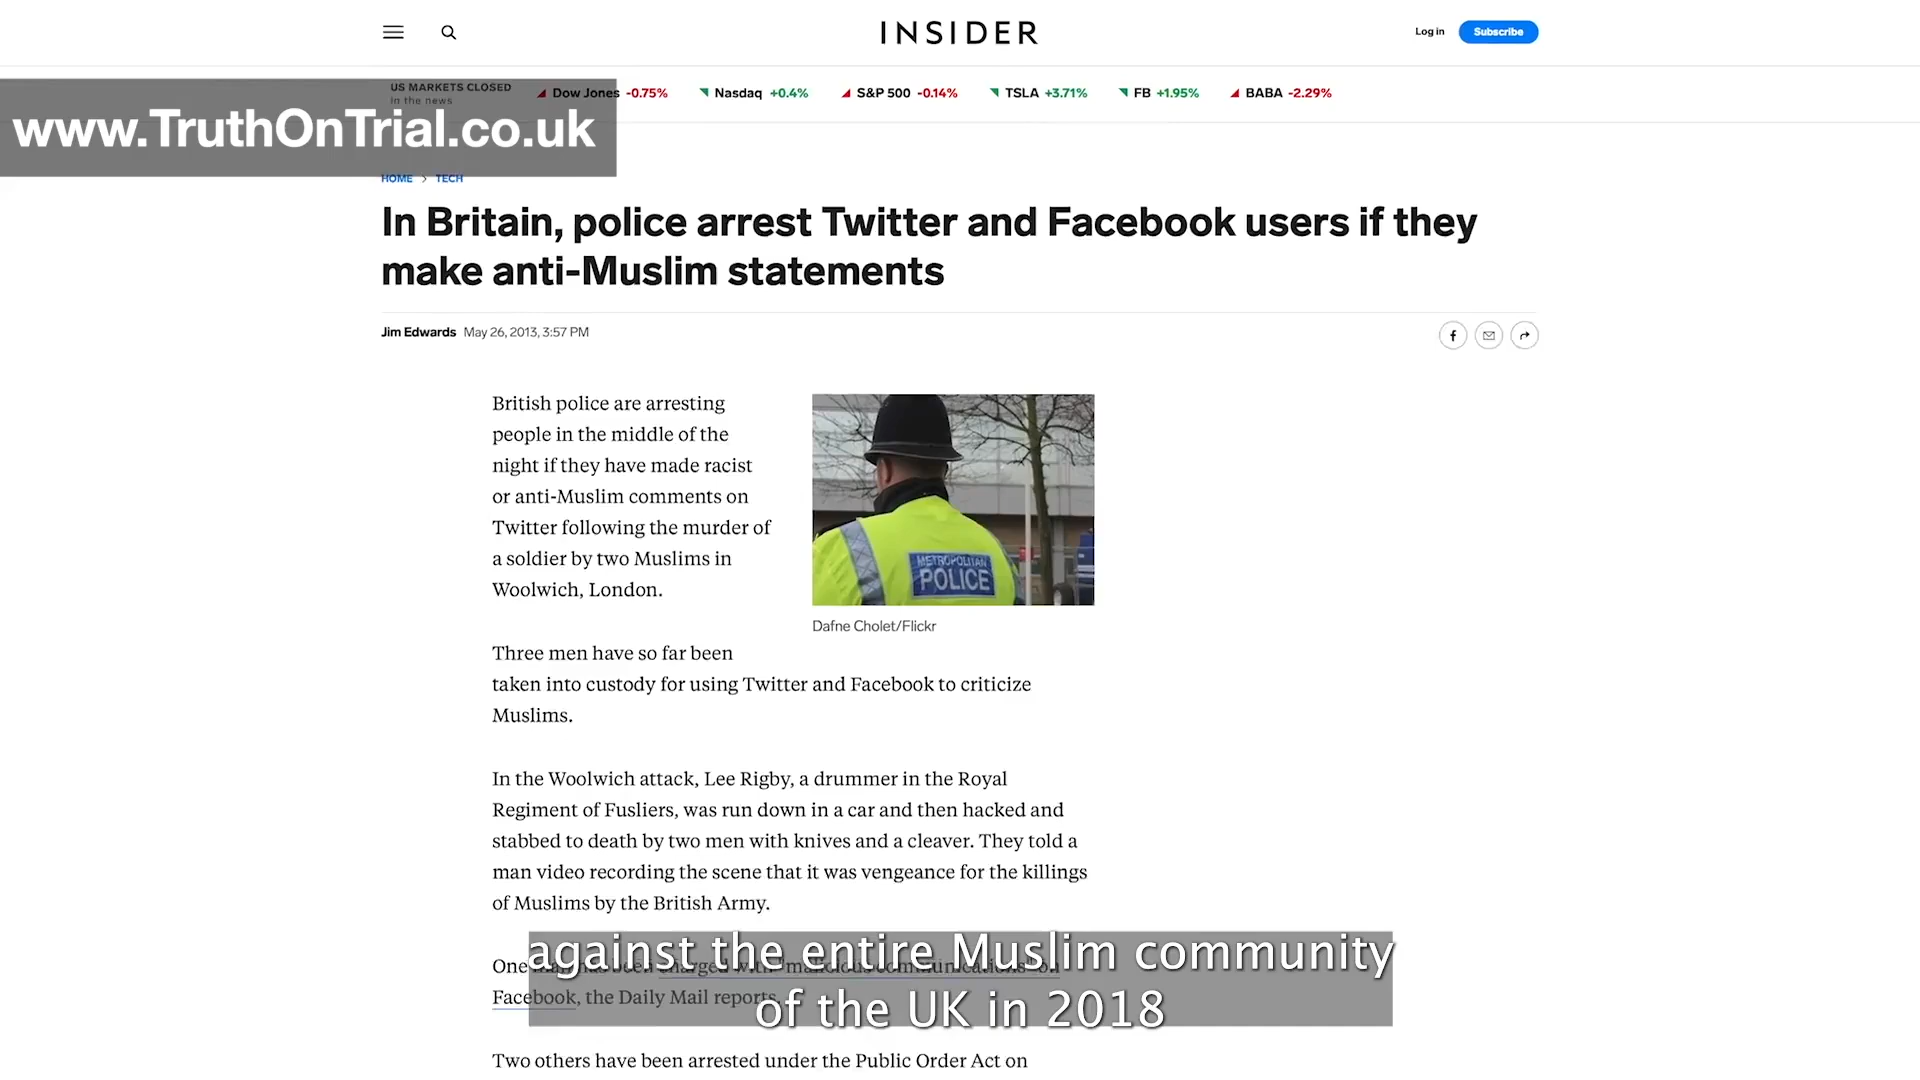 INSIDER
Log in
Subscribe
US MARKETS CLOSED
In the news
Dow Jones -0.75%
Nasdaq +0.4%
S&P 500 -0.14%
TSLA +3.71%
FB +1.95%
BABA -2.29%
www.TruthOnTrial.co.uk
HOME > TECH
In Britain, police arrest Twitter and Facebook users if they
make anti-Muslim statements
Jim Edwards May 26, 2013, 3:57 PM
British police are arresting
people in the middle of the
night if they have made racist
or anti-Muslim comments on
Twitter following the murder of
a soldier by two Muslims in
Woolwich, London.
METROPOLITAN
POLICE
Dafne Cholet/Flickr
Three men have so far been
taken into custody for using Twitter and Facebook to criticize
Muslims.
In the Woolwich attack, Lee Rigby, a drummer in the Royal
Regiment of Fusliers, was run down in a car and then hacked and
stabbed to death by two men with knives and a cleaver. They told a
man video recording the scene that it was vengeance for the killings
of Muslims by the British Army.
One man has been charged with "malicious communications" on
Facebook, the Daily Mail reports.
against the entire Muslim community
of the UK in 2018
Two others have been arrested under the Public Order Act on